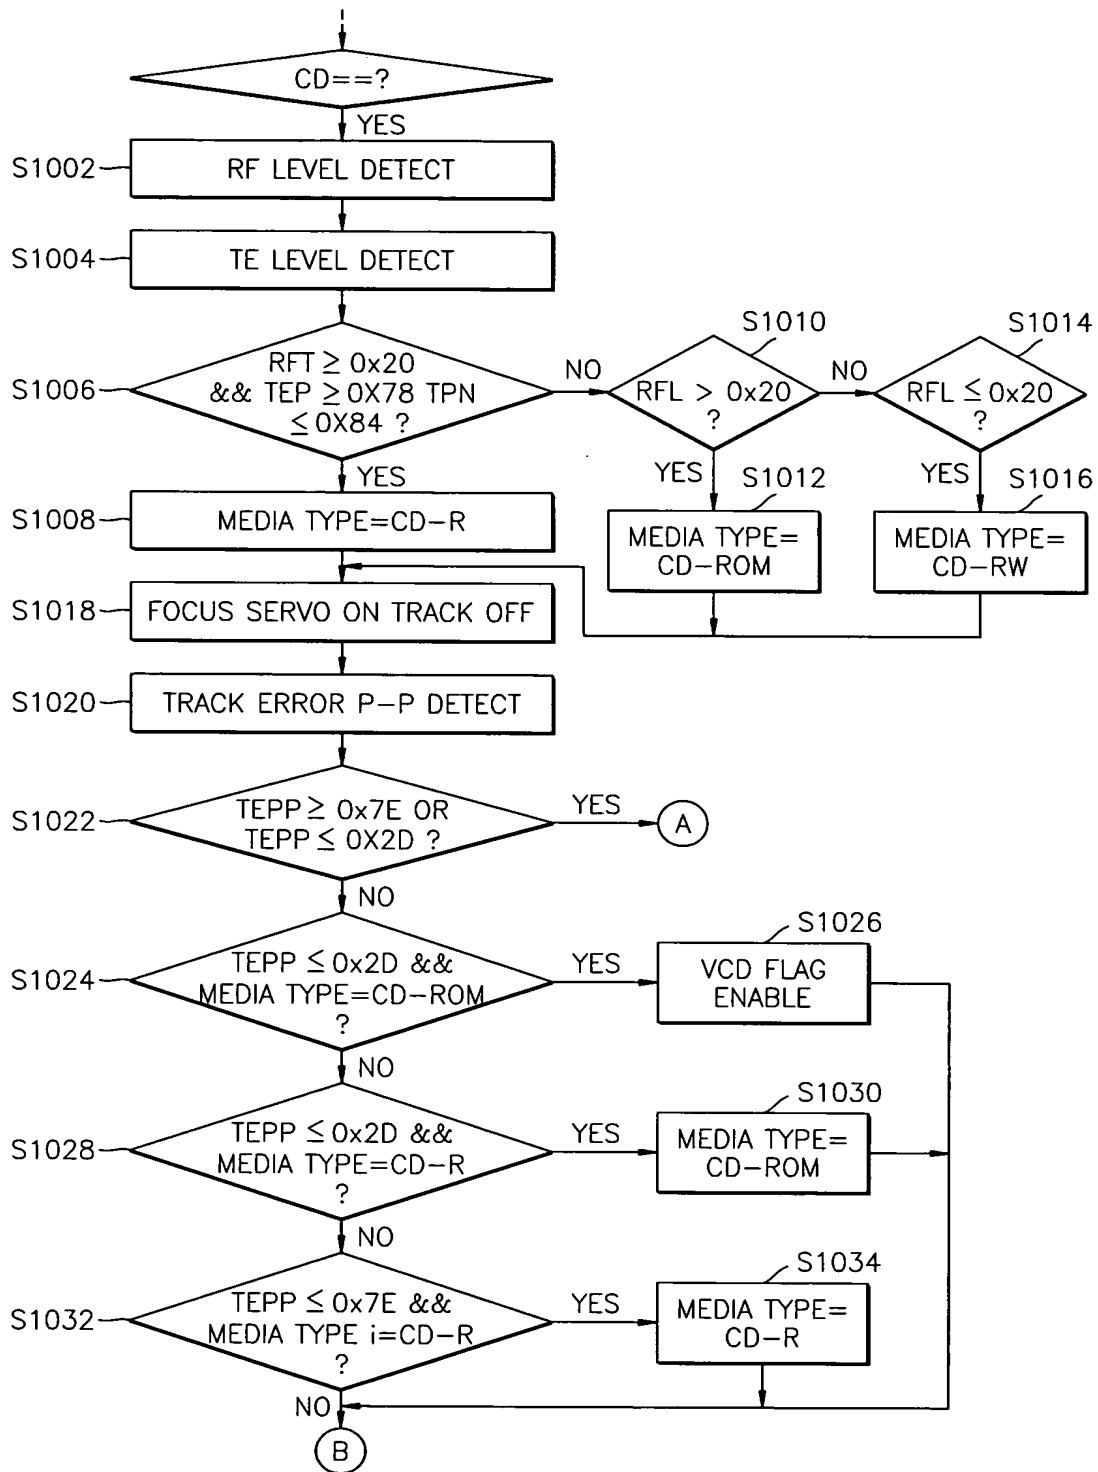 CD==?
YES
S1002
RF LEVEL DETECT
S1004
TE LEVEL DETECT
S1006
RFT ≥ 0x20
&& TEP ≥ 0X78 TPN
≤ 0X84 ?
NO
S1010
RFL > 0x20
?
NO
S1014
RFL ≤ 0x20
?
YES
YES
S1012
YES
S1016
S1008
MEDIA TYPE=CD-R
MEDIA TYPE=
CD-ROM
MEDIA TYPE=
CD-RW
S1018
FOCUS SERVO ON TRACK OFF
S1020
TRACK ERROR P-P DETECT
S1022
TEPP ≥ 0x7E OR
TEPP ≤ 0X2D ?
YES
A
NO
S1024
TEPP ≤ 0x2D &&
MEDIA TYPE=CD-ROM
?
YES
S1026
VCD FLAG
ENABLE
NO
S1028
TEPP ≤ 0x2D &&
MEDIA TYPE=CD-R
?
YES
S1030
MEDIA TYPE=
CD-ROM
NO
S1032
TEPP ≤ 0x7E &&
MEDIA TYPE i=CD-R
?
YES
S1034
MEDIA TYPE=
CD-R
NO
B